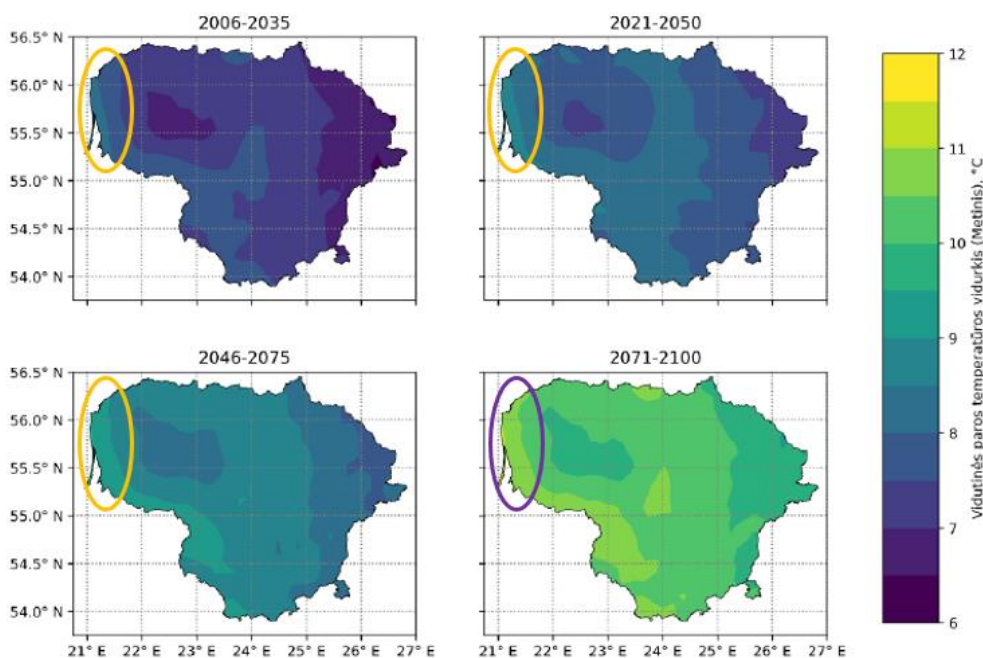 2006-2035
2021-2050
56.5° N
56.0° N
55.5° N
55.0° N
54.5° N
54.0° N
2046-2075
2071-2100
56.5° N
56.0° N
55.5° N
55.0° N
54.5° N
54.0° N
21° E 22° E 23° E 24° E 25° E 26° E 27° E
21° E 22° E 23° E 24° E 25° E 26° E 27° E
12
11
10
9
8
7
6
Vidutinės paros temperatūros vidurkis (Metinis), °C